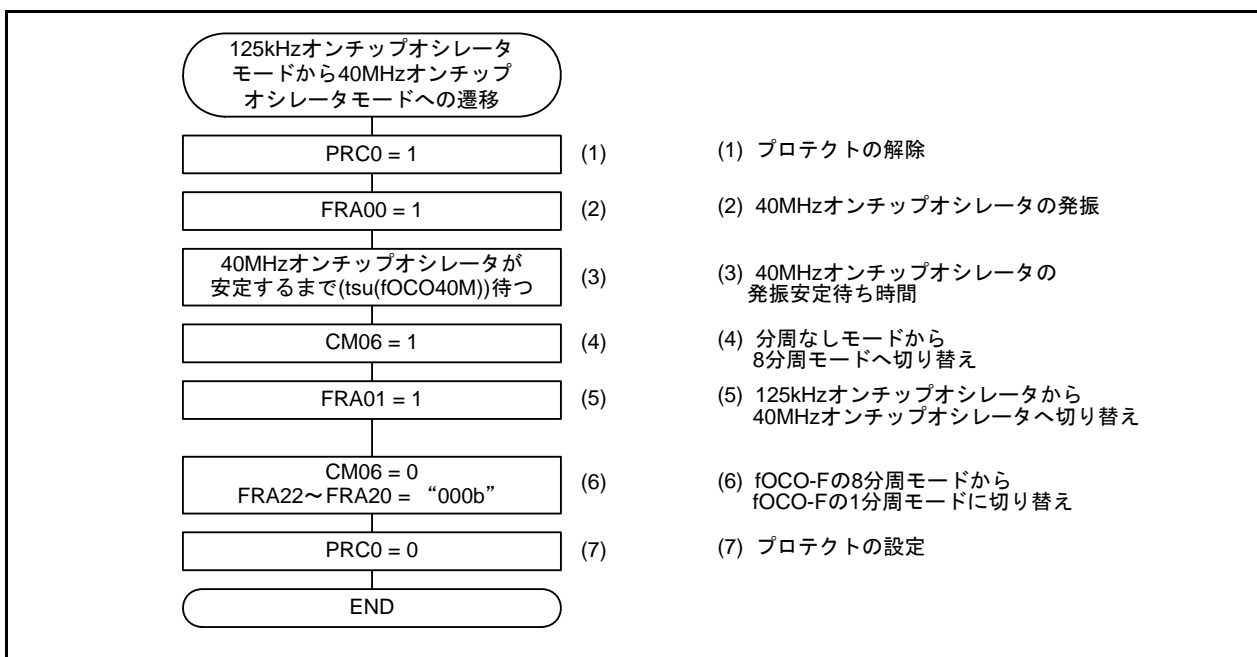 125kHzオンチップオシレータ
モードから40MHzオンチップ
オシレータモードへの遷移
PRC0 = 1
(1)
(1) プロテクトの解除
FRA00 = 1
(2)
(2) 40MHzオンチップオシレータの発振
40MHzオンチップオシレータが
安定するまで(tsu(fOCO40M))待つ
(3)
(3) 40MHzオンチップオシレータの
発振安定待ち時間
CM06 = 1
(4)
(4) 分周なしモードから
8分周モードへ切り替え
FRA01 = 1
(5)
(5) 125kHzオンチップオシレータから
40MHzオンチップオシレータへ切り替え
CM06 = 0
FRA22～FRA20 = “000b”
(6)
(6) fOCO-Fの8分周モードから
fOCO-Fの1分周モードに切り替え
PRC0 = 0
(7)
(7) プロテクトの設定
END